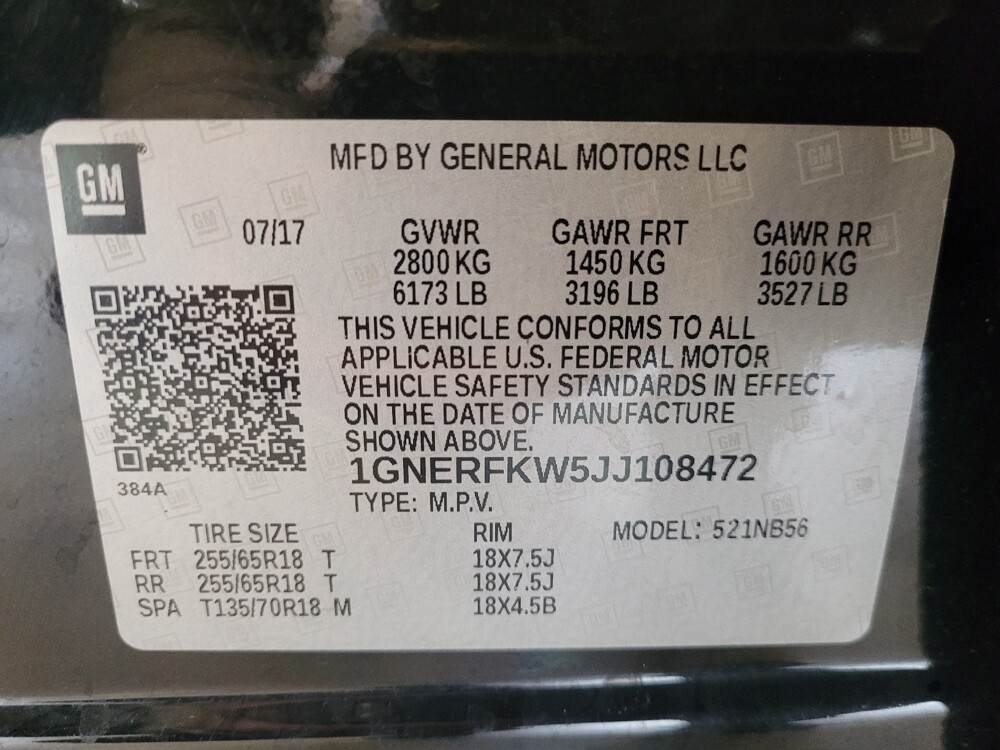 GM
MFD BY GENERAL MOTORS LLC
07/17 GVWR GAWR FRT GAWR RR
2800 KG 1450 KG 1600 KG
6173 LB 3196 LB 3527 LB
THIS VEHICLE CONFORMS TO ALL
APPLICABLE U.S. FEDERAL MOTOR
VEHICLE SAFETY STANDARDS IN EFFECT
ON THE DATE OF MANUFACTURE
SHOWN ABOVE.
384A
1GNERFKW5JJ108472
TYPE: M.P.V.
TIRE SIZE RIM MODEL: 521NB56
FRT 255/65R18 T 18X7.5J
RR 255/65R18 T 18X7.5J
SPA T135/70R18 M 18X4.5B